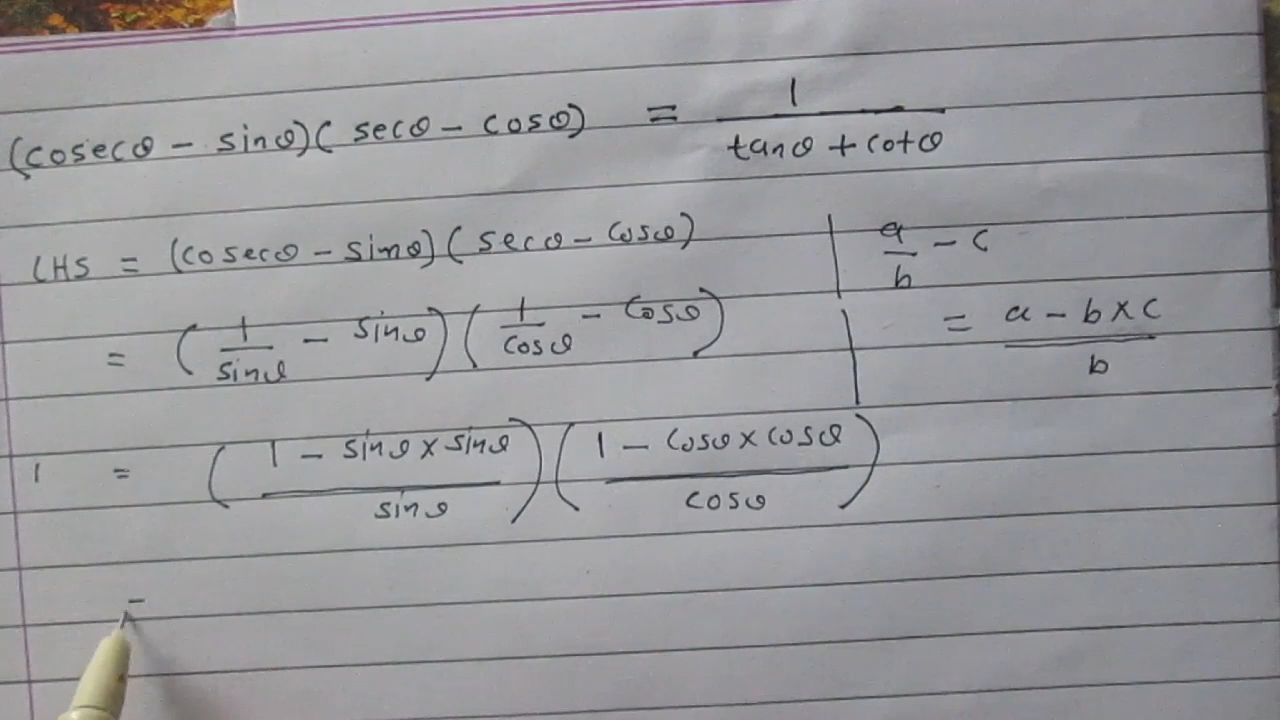 (cosecθ - sinθ)(secθ - cosθ) = 1/(tanθ + cotθ)
LHS = (cosecθ - sinθ)(secθ - cosθ)
= (1/sinθ - sinθ)(1/cosθ - cosθ)
1 = ((1 - sinθ × sinθ)/sinθ)((1 - cosθ × cosθ)/cosθ)
=
a/b - c
= (a - b × c)/b